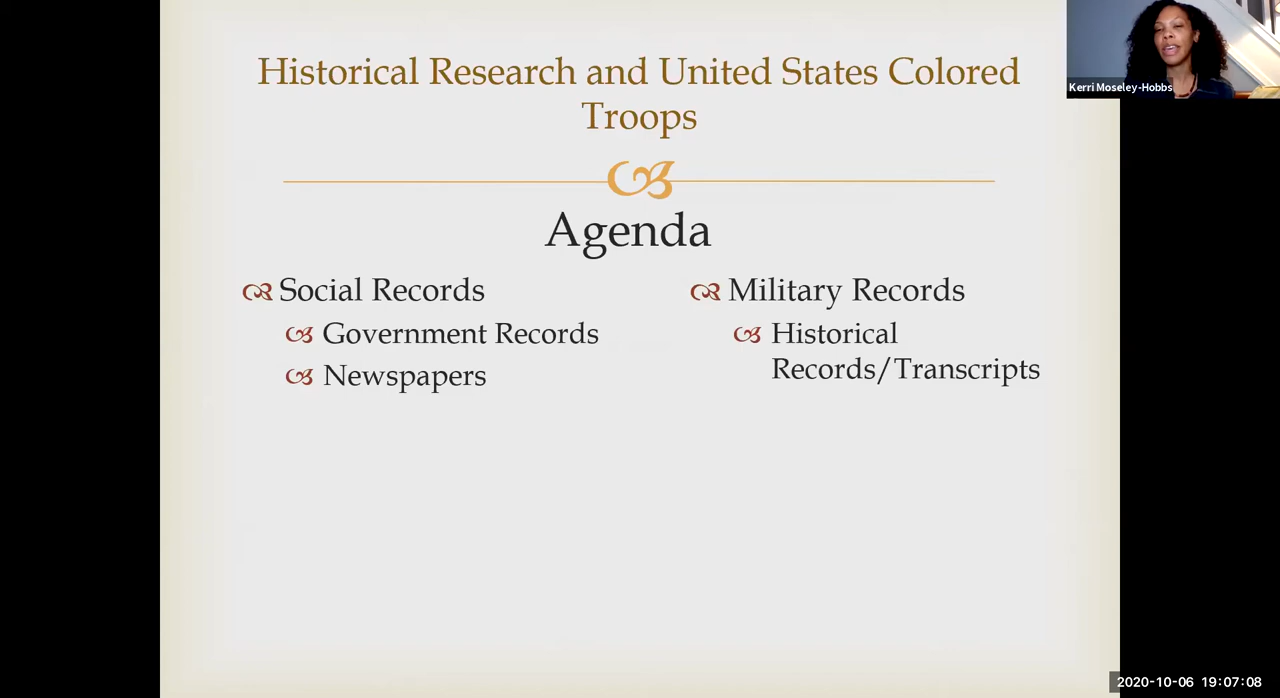 Historical Research and United States Colored
Troops
Agenda
Social Records
Government Records
Newspapers
Military Records
Historical
Records/Transcripts
Kerri Moseley-Hobbs
2020-10-06 19:07:08